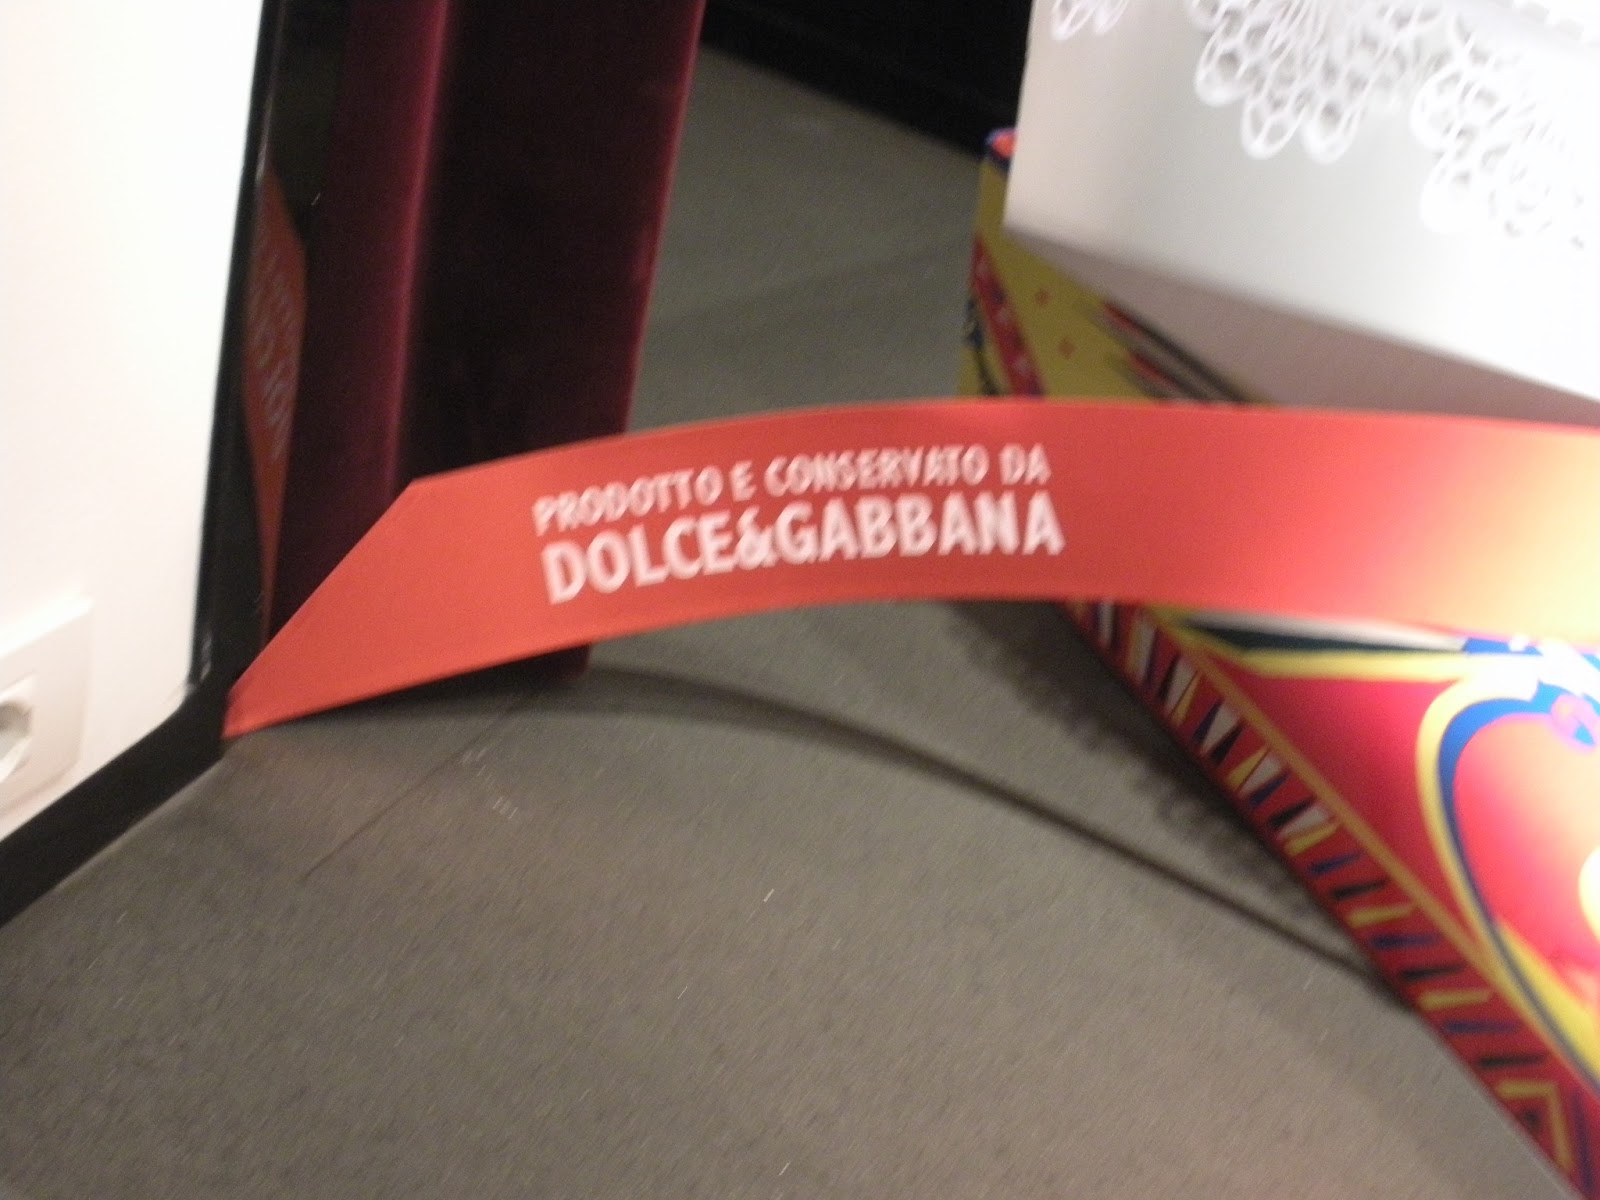 PRODOTTO E CONSERVATO DA
DOLCE&GABBANA